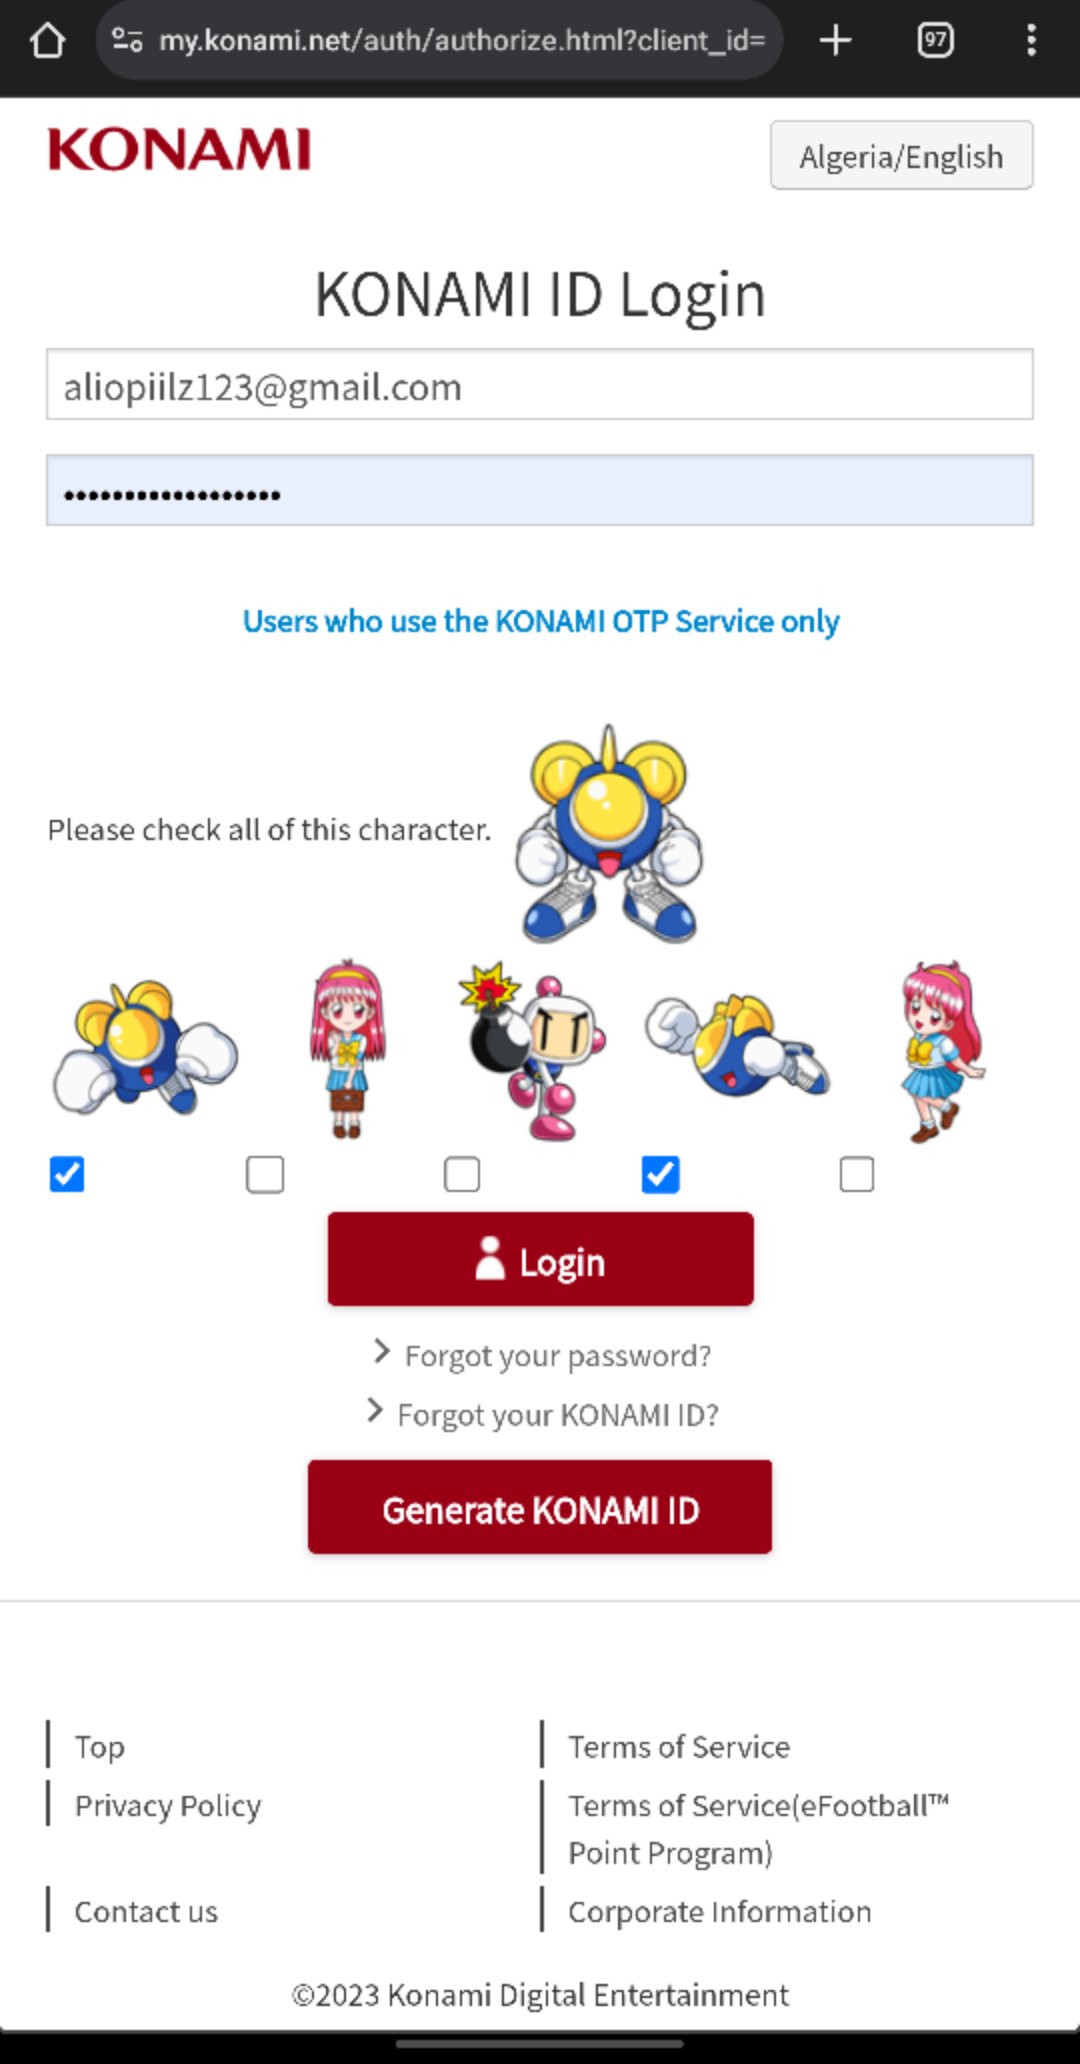 my.konami.net/auth/authorize.html?client_id=
97
KONAMI
Algeria/English
KONAMI ID Login
aliopiilz123@gmail.com
••••••••••••••••••
Users who use the KONAMI OTP Service only
Please check all of this character.
Login
Forgot your password?
Forgot your KONAMI ID?
Generate KONAMI ID
Top
Terms of Service
Privacy Policy
Terms of Service(eFootball™
Point Program)
Contact us
Corporate Information
©2023 Konami Digital Entertainment